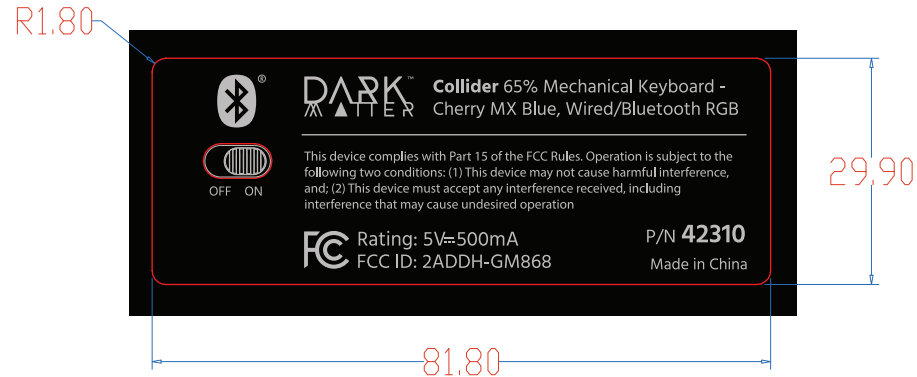 R1.80
®
DARK MATTER™
Collider 65% Mechanical Keyboard -
Cherry MX Blue, Wired/Bluetooth RGB
OFF ON
This device complies with Part 15 of the FCC Rules. Operation is subject to the
following two conditions: (1) This device may not cause harmful interference,
and; (2) This device must accept any interference received, including
interference that may cause undesired operation
FC Rating: 5V⎓500mA
FCC ID: 2ADDH-GM868
P/N 42310
Made in China
29.90
81.80